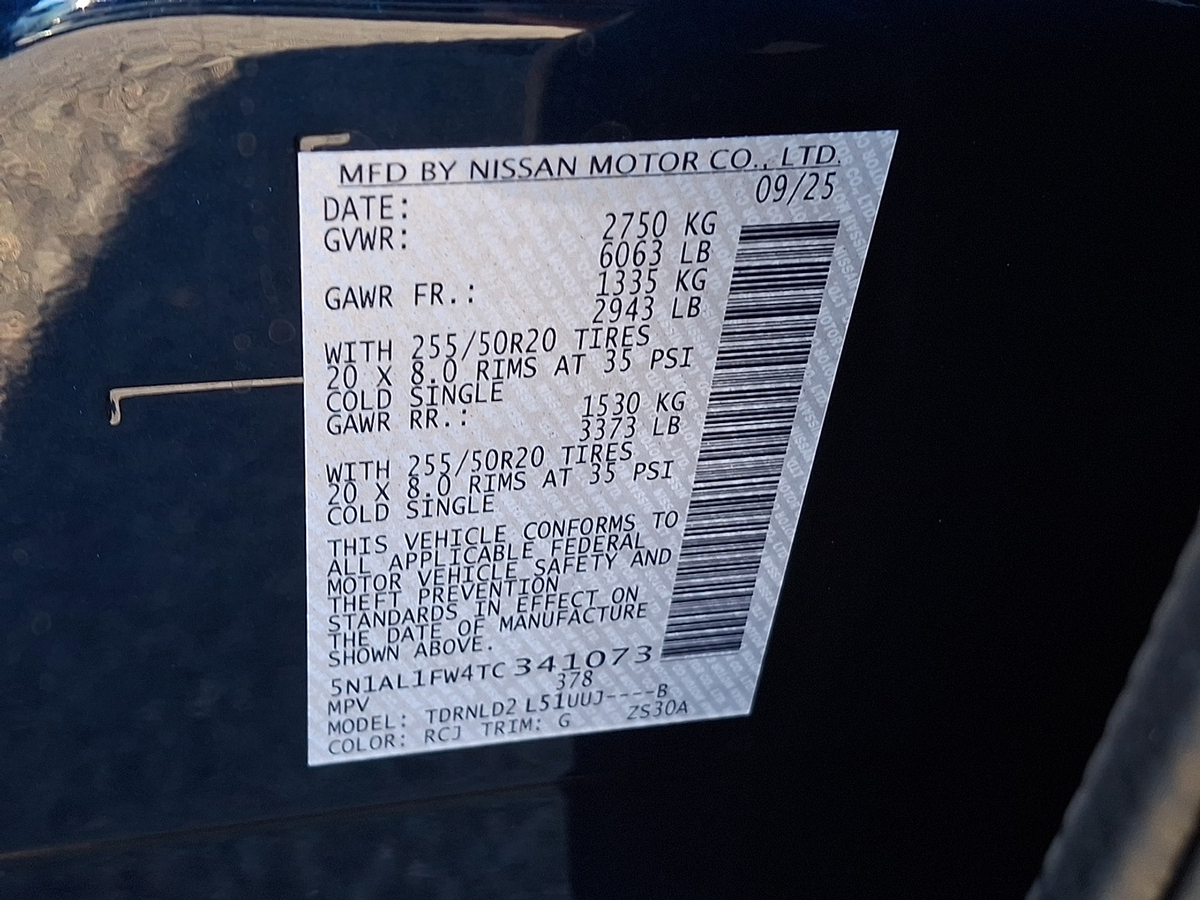 MFD BY NISSAN MOTOR CO., LTD.
DATE: 09/25
GVWR: 2750 KG
6063 LB
GAWR FR.: 1335 KG
2943 LB
WITH 255/50R20 TIRES
20 X 8.0 RIMS AT 35 PSI
COLD SINGLE
GAWR RR.: 1530 KG
3373 LB
WITH 255/50R20 TIRES
20 X 8.0 RIMS AT 35 PSI
COLD SINGLE
THIS VEHICLE CONFORMS TO
ALL APPLICABLE FEDERAL
MOTOR VEHICLE SAFETY AND
THEFT PREVENTION
STANDARDS IN EFFECT ON
THE DATE OF MANUFACTURE
SHOWN ABOVE.
5N1AL1FW4TC 341073
MPV 378
MODEL: TDRNLD2 L51UUJ----B
COLOR: RCJ TRIM: G ZS30A